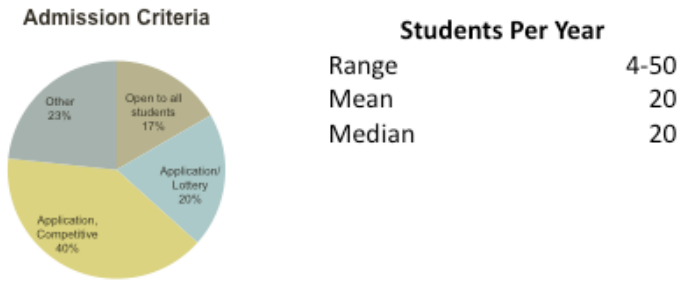 Admission Criteria
Open to all
students
17%
Application/
Lottery
20%
Application,
Competitive
40%
Other
23%
Students Per Year
Range 4-50
Mean 20
Median 20